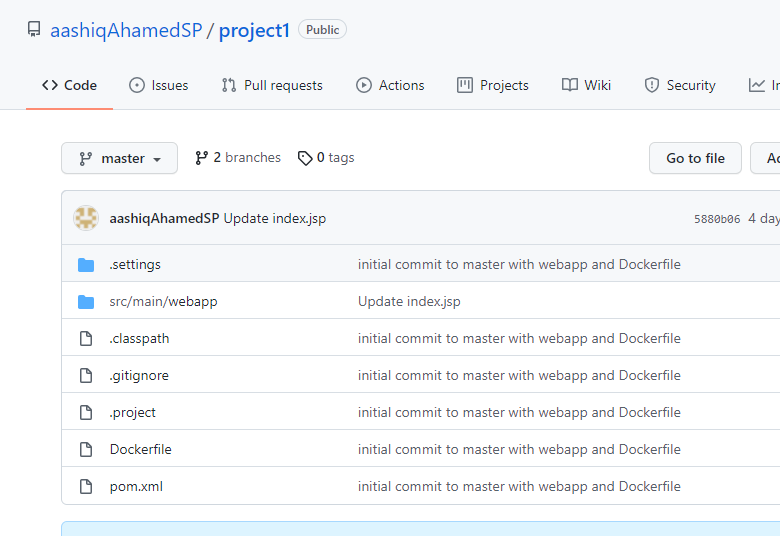 aashiqAhamedSP / project1 Public
Code Issues Pull requests Actions Projects Wiki Security
master 2 branches 0 tags Go to file
aashiqAhamedSP Update index.jsp 5880b06 4 day
.settings initial commit to master with webapp and Dockerfile
src/main/webapp Update index.jsp
.classpath initial commit to master with webapp and Dockerfile
.gitignore initial commit to master with webapp and Dockerfile
.project initial commit to master with webapp and Dockerfile
Dockerfile initial commit to master with webapp and Dockerfile
pom.xml initial commit to master with webapp and Dockerfile